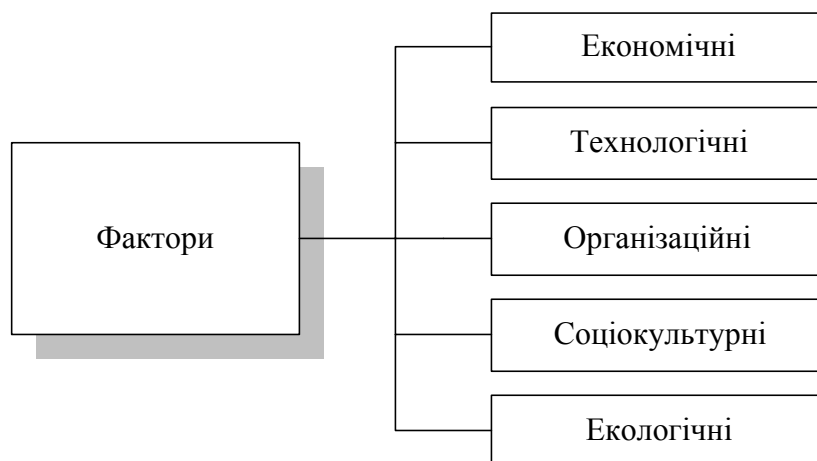 Фактори
Економічні
Технологічні
Організаційні
Соціокультурні
Екологічні